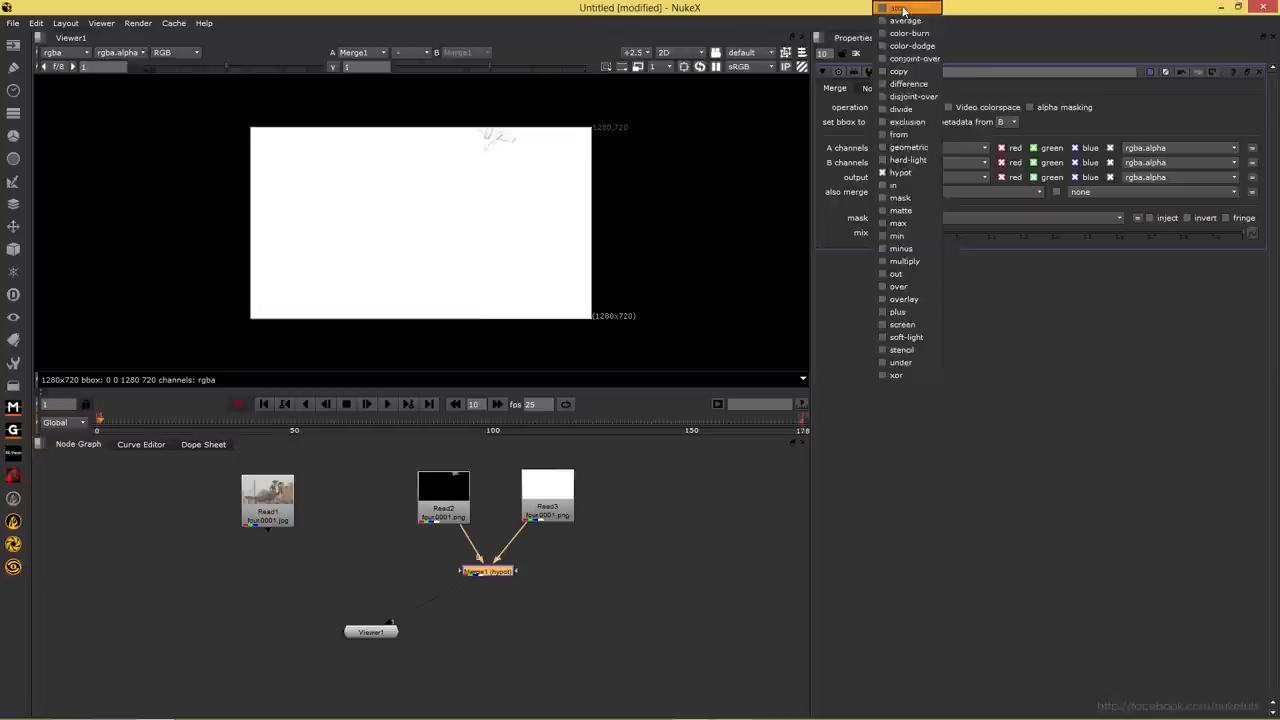 Untitled [modified] - NukeX
File Edit Layout Viewer Render Cache Help
Viewer1
rgba rgba.alpha RGB A Merge1 - B Merge1 ÷2.5 2D default
f/8 1 γ 1 1 sRGB IP
1280,720
(1280x720)
1280x720 bbox: 0 0 1280 720 channels: rgba
1 10 fps 25
Global 0 50 100 150 178
Node Graph Curve Editor Dope Sheet
Read1
four.0001.jpg
Read2
four.0001.png
Read3
four.0001.png
Merge1 (hypot)
1
Viewer1
average
color-burn
color-dodge
conjoint-over
copy
difference
disjoint-over
divide
exclusion
from
geometric
hard-light
hypot
in
mask
matte
max
min
minus
multiply
out
over
overlay
plus
screen
soft-light
stencil
under
xor
Properties
10
Merge
operation Video colorspace alpha masking
set bbox to etadata from B
A channels red green blue rgba.alpha =
B channels red green blue rgba.alpha =
output red green blue rgba.alpha =
also merge none =
mask = inject invert fringe
mix
http://facebook.com/nuketuts